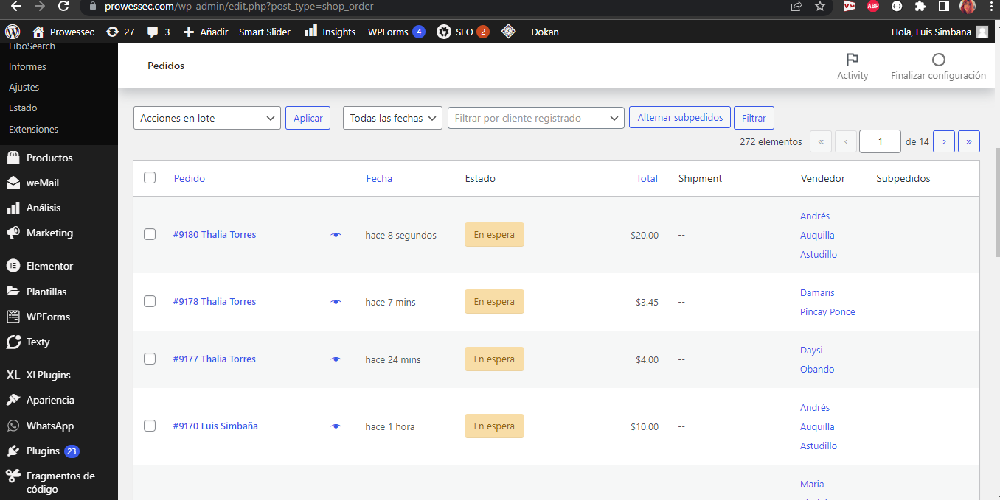 prowessec.com/wp-admin/edit.php?post_type=shop_order
VM
ABP
Prowessec
27
3
Añadir
Smart Slider
Insights
WPForms
4
SEO
2
Dokan
Hola, Luis Simbana
FiboSearch
Informes
Ajustes
Estado
Extensiones
Productos
weMail
Análisis
Marketing
Elementor
Plantillas
WPForms
Texty
XL XLPlugins
Apariencia
WhatsApp
Plugins 23
Fragmentos de
código
Pedidos
Activity
Finalizar configuración
Acciones en lote
Aplicar
Todas las fechas
Filtrar por cliente registrado
Alternar subpedidos
Filtrar
272 elementos « ‹ 1 de 14 › »
Pedido Fecha Estado Total Shipment Vendedor Subpedidos
#9180 Thalia Torres hace 8 segundos En espera $20.00 --
Andrés
Auquilla
Astudillo
#9178 Thalia Torres hace 7 mins En espera $3.45 --
Damaris
Pincay Ponce
#9177 Thalia Torres hace 24 mins En espera $4.00 --
Daysi
Obando
#9170 Luis Simbaña hace 1 hora En espera $10.00 --
Andrés
Auquilla
Astudillo
Maria